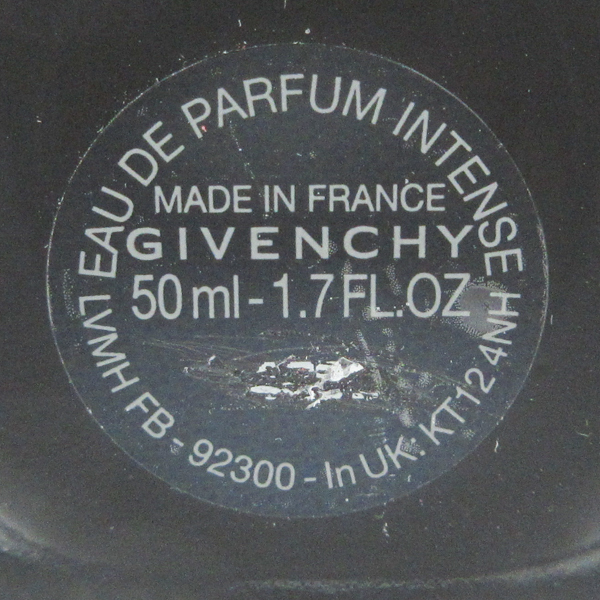 EAU DE PARFUM INTENSE
MADE IN FRANCE
GIVENCHY
50 ml - 1.7 FL.OZ
LVMH FB - 92300 - In UK: KT12 4NH